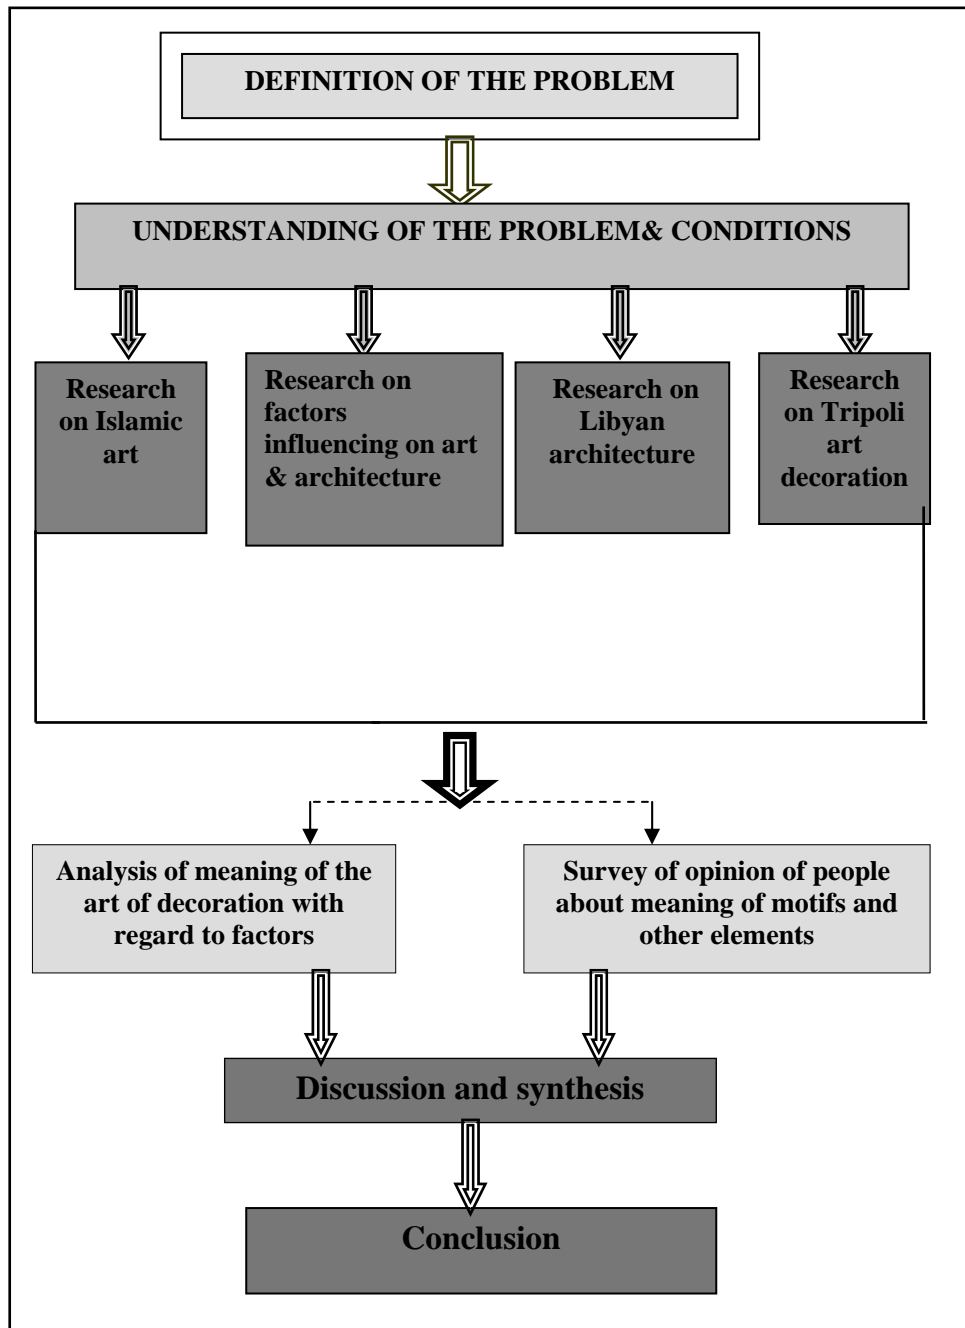 DEFINITION OF THE PROBLEM
UNDERSTANDING OF THE PROBLEM& CONDITIONS
Research
on Islamic
art
Research on
factors
influencing on art
& architecture
Research on
Libyan
architecture
Research
on Tripoli
art
decoration
Analysis of meaning of the
art of decoration with
regard to factors
Survey of opinion of people
about meaning of motifs and
other elements
Discussion and synthesis
Conclusion